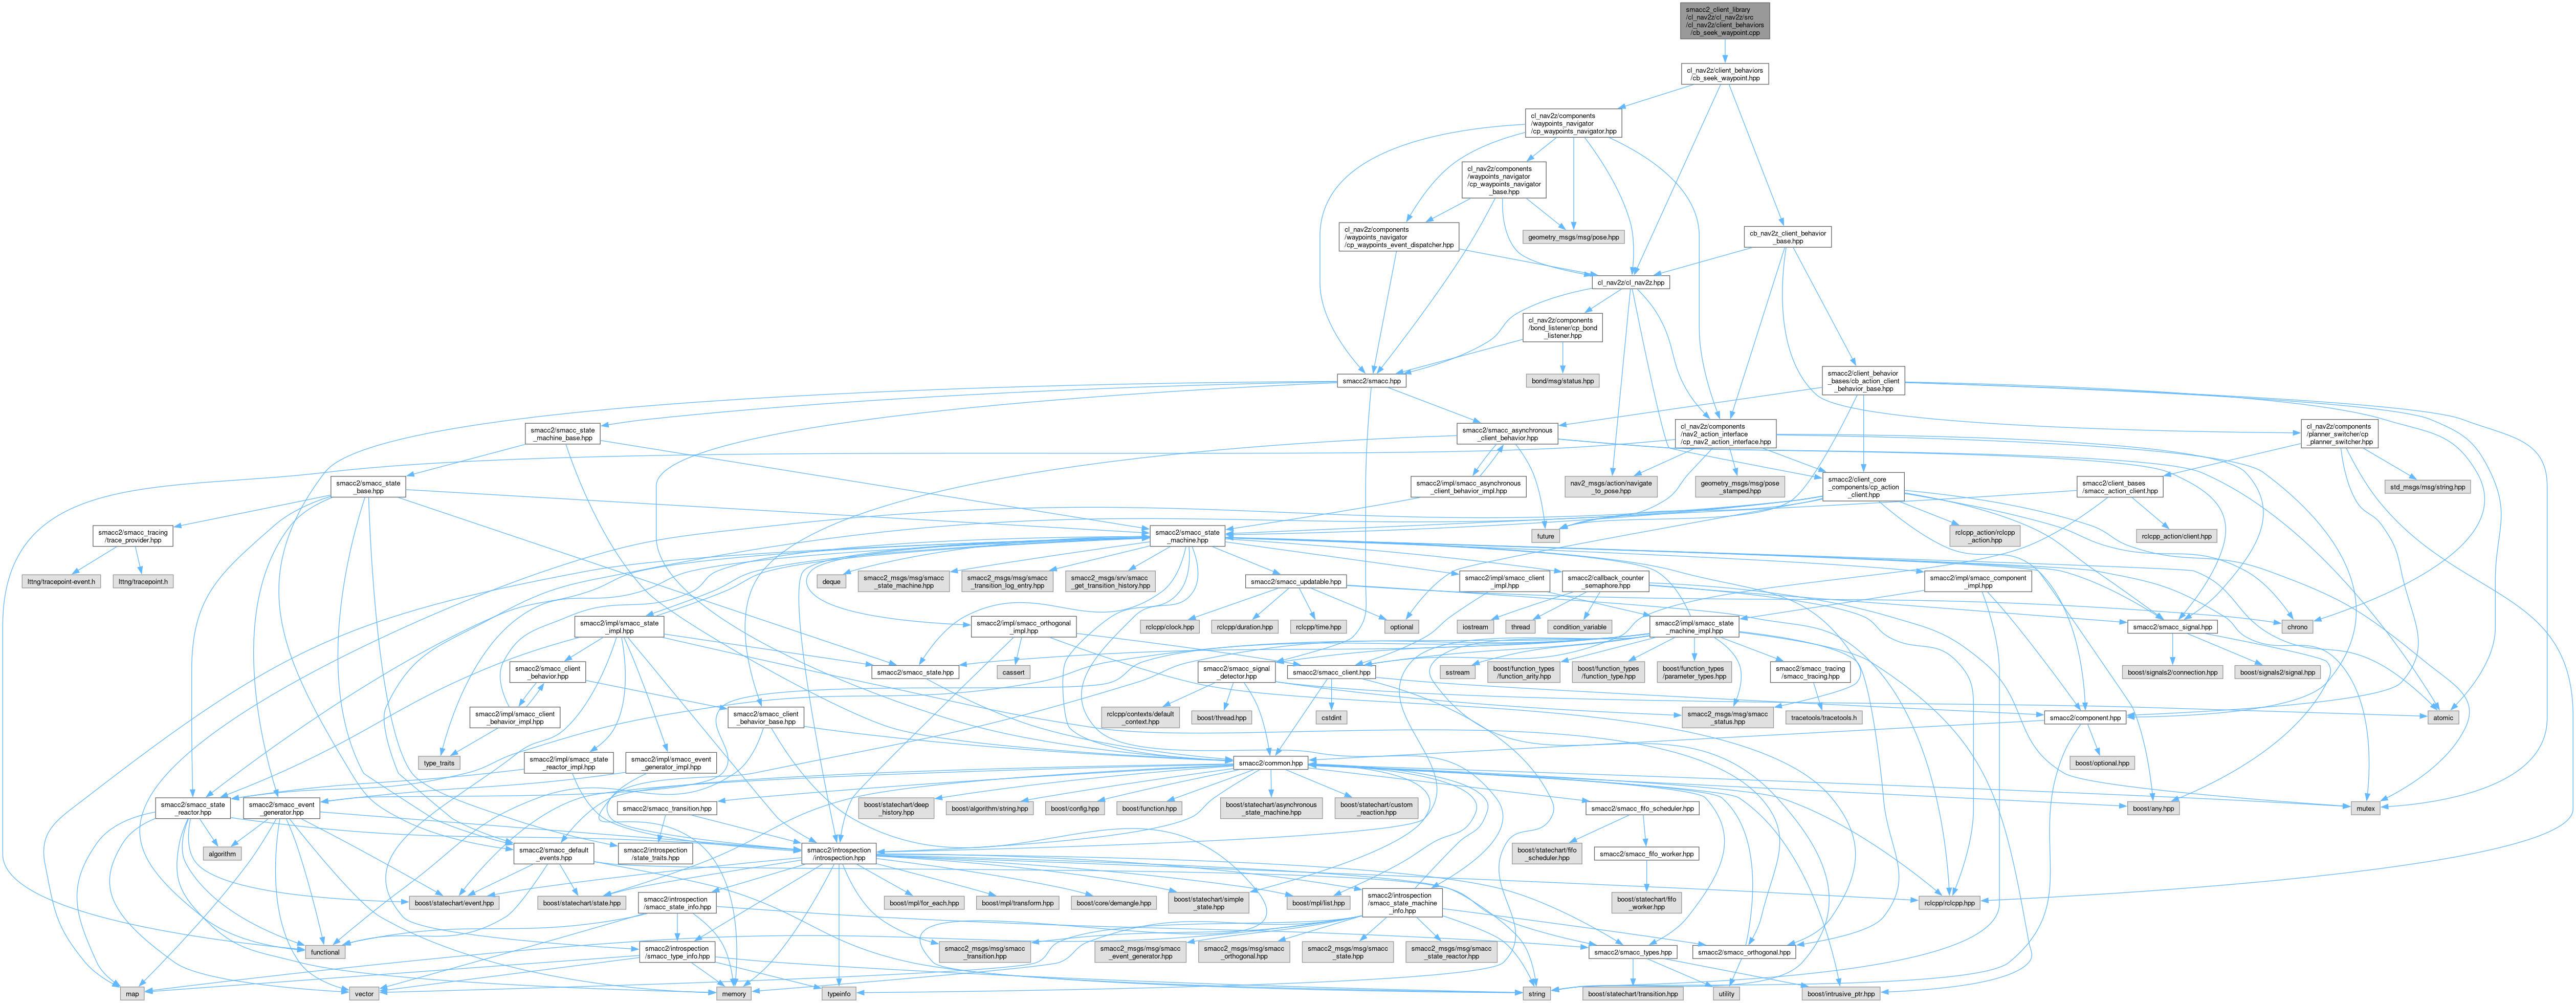 smacc2_client_library
/cl_nav2z/cl_nav2z/src
/cl_nav2z/client_behaviors
/cb_seek_waypoint.cpp
cl_nav2z/client_behaviors
/cb_seek_waypoint.hpp
cl_nav2z/components
/waypoints_navigator
/cp_waypoints_navigator.hpp
cl_nav2z/components
/waypoints_navigator
/cp_waypoints_navigator
_base.hpp
cl_nav2z/components
/waypoints_navigator
/cp_waypoints_event_dispatcher.hpp
geometry_msgs/msg/pose.hpp
cb_nav2z_client_behavior
_base.hpp
cl_nav2z/cl_nav2z.hpp
cl_nav2z/components
/bond_listener/cp_bond
_listener.hpp
smacc2/smacc.hpp
bond/msg/status.hpp
smacc2/client_behavior
_bases/cb_action_client
_behavior_base.hpp
smacc2/smacc_state
_machine_base.hpp
smacc2/smacc_asynchronous
_client_behavior.hpp
cl_nav2z/components
/nav2_action_interface
/cp_nav2_action_interface.hpp
cl_nav2z/components
/planner_switcher/cp
_planner_switcher.hpp
smacc2/smacc_state
_base.hpp
smacc2/impl/smacc_asynchronous
_client_behavior_impl.hpp
nav2_msgs/action/navigate
_to_pose.hpp
geometry_msgs/msg/pose
_stamped.hpp
smacc2/client_core
_components/cp_action
_client.hpp
smacc2/client_bases
/smacc_action_client.hpp
std_msgs/msg/string.hpp
smacc2/smacc_tracing
/trace_provider.hpp
smacc2/smacc_state
_machine.hpp
future
rclcpp_action/rclcpp
_action.hpp
rclcpp_action/client.hpp
lttng/tracepoint-event.h
lttng/tracepoint.h
deque
smacc2_msgs/msg/smacc
_state_machine.hpp
smacc2_msgs/msg/smacc
_transition_log_entry.hpp
smacc2_msgs/srv/smacc
_get_transition_history.hpp
smacc2/smacc_updatable.hpp
smacc2/impl/smacc_client
_impl.hpp
smacc2/callback_counter
_semaphore.hpp
smacc2/impl/smacc_component
_impl.hpp
smacc2/impl/smacc_state
_impl.hpp
smacc2/impl/smacc_orthogonal
_impl.hpp
rclcpp/clock.hpp
rclcpp/duration.hpp
rclcpp/time.hpp
optional
iostream
thread
condition_variable
smacc2/impl/smacc_state
_machine_impl.hpp
smacc2/smacc_signal.hpp
chrono
smacc2/smacc_client
_behavior.hpp
smacc2/smacc_state.hpp
cassert
smacc2/smacc_signal
_detector.hpp
smacc2/smacc_client.hpp
sstream
boost/function_types
/function_arity.hpp
boost/function_types
/function_type.hpp
boost/function_types
/parameter_types.hpp
smacc2/smacc_tracing
/smacc_tracing.hpp
boost/signals2/connection.hpp
boost/signals2/signal.hpp
smacc2/impl/smacc_client
_behavior_impl.hpp
smacc2/smacc_client
_behavior_base.hpp
rclcpp/contexts/default
_context.hpp
boost/thread.hpp
cstdint
smacc2_msgs/msg/smacc
_status.hpp
tracetools/tracetools.h
smacc2/component.hpp
atomic
type_traits
smacc2/impl/smacc_state
_reactor_impl.hpp
smacc2/impl/smacc_event
_generator_impl.hpp
smacc2/common.hpp
boost/optional.hpp
smacc2/smacc_state
_reactor.hpp
smacc2/smacc_event
_generator.hpp
smacc2/smacc_transition.hpp
boost/statechart/deep
_history.hpp
boost/algorithm/string.hpp
boost/config.hpp
boost/function.hpp
boost/statechart/asynchronous
_state_machine.hpp
boost/statechart/custom
_reaction.hpp
smacc2/smacc_fifo_scheduler.hpp
boost/any.hpp
mutex
algorithm
smacc2/smacc_default
_events.hpp
smacc2/introspection
/state_traits.hpp
smacc2/introspection
/introspection.hpp
boost/statechart/fifo
_scheduler.hpp
smacc2/smacc_fifo_worker.hpp
boost/statechart/event.hpp
boost/statechart/state.hpp
smacc2/introspection
/smacc_state_info.hpp
boost/mpl/for_each.hpp
boost/mpl/transform.hpp
boost/core/demangle.hpp
boost/statechart/simple
_state.hpp
boost/mpl/list.hpp
smacc2/introspection
/smacc_state_machine
_info.hpp
boost/statechart/fifo
_worker.hpp
rclcpp/rclcpp.hpp
functional
smacc2/introspection
/smacc_type_info.hpp
smacc2_msgs/msg/smacc
_transition.hpp
smacc2_msgs/msg/smacc
_event_generator.hpp
smacc2_msgs/msg/smacc
_orthogonal.hpp
smacc2_msgs/msg/smacc
_state.hpp
smacc2_msgs/msg/smacc
_state_reactor.hpp
smacc2/smacc_types.hpp
smacc2/smacc_orthogonal.hpp
map
vector
memory
typeinfo
string
boost/statechart/transition.hpp
utility
boost/intrusive_ptr.hpp